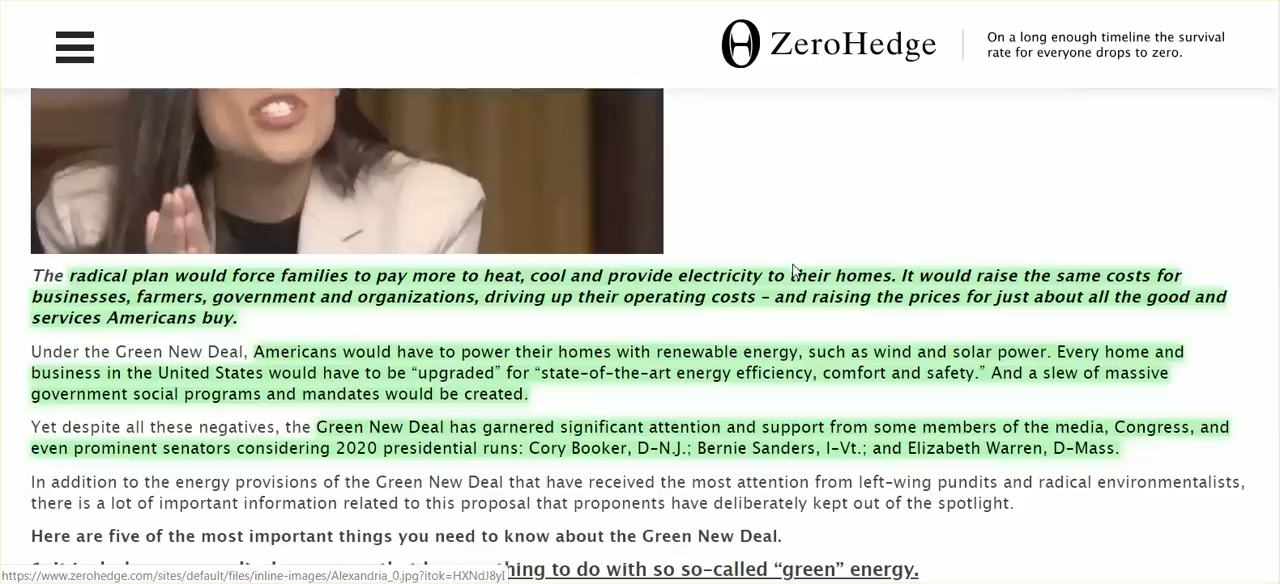 ZeroHedge
On a long enough timeline the survival
rate for everyone drops to zero.
The radical plan would force families to pay more to heat, cool and provide electricity to their homes. It would raise the same costs for
businesses, farmers, government and organizations, driving up their operating costs – and raising the prices for just about all the good and
services Americans buy.
Under the Green New Deal, Americans would have to power their homes with renewable energy, such as wind and solar power. Every home and
business in the United States would have to be “upgraded” for “state-of-the-art energy efficiency, comfort and safety.” And a slew of massive
government social programs and mandates would be created.
Yet despite all these negatives, the Green New Deal has garnered significant attention and support from some members of the media, Congress, and
even prominent senators considering 2020 presidential runs: Cory Booker, D-N.J.; Bernie Sanders, I-Vt.; and Elizabeth Warren, D-Mass.
In addition to the energy provisions of the Green New Deal that have received the most attention from left-wing pundits and radical environmentalists,
there is a lot of important information related to this proposal that proponents have deliberately kept out of the spotlight.
Here are five of the most important things you need to know about the Green New Deal.
thing to do with so so-called “green” energy.
https://www.zerohedge.com/sites/default/files/inline-images/Alexandria_0.jpg?itok=HXNdJ8yI